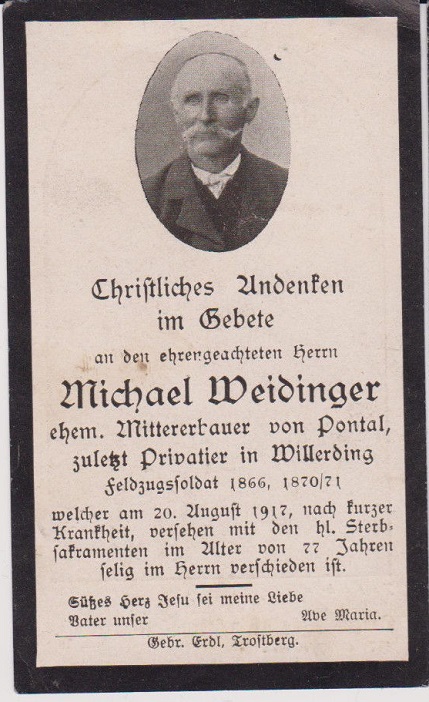 Christliches Andenken
im Gebete
an den ehrengeachteten Herrn
Michael Weidinger
ehem. Mittererbauer von Pontal,
zuletzt Privatier in Willerding
Feldzugsoldat 1866, 1870/71
welcher am 20. August 1917, nach kurzer
Krankheit, versehen mit den hl. Sterb-
sakramenten im Alter von 77 Jahren
selig im Herrn verschieden ist.
Süßes Herz Jesu sei meine Liebe
Vater unser Ave Maria.
Gebr. Erdl, Trostberg.